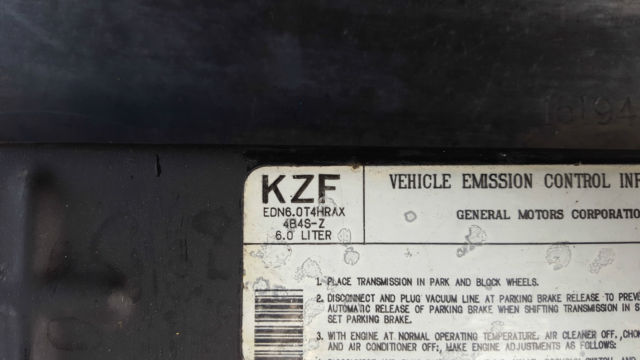 15194
KZF
EDN6.0T4HRAX
4B4S-Z
6.0 LITER
VEHICLE EMISSION CONTROL INF
GENERAL MOTORS CORPORATIO
1. PLACE TRANSMISSION IN PARK AND BLOCK WHEELS.
2. DISCONNECT AND PLUG VACUUM LINE AT PARKING BRAKE RELEASE TO PREVE
AUTOMATIC RELEASE OF PARKING BRAKE WHEN SHIFTING TRANSMISSION IN S
SET PARKING BRAKE.
3. WITH ENGINE AT NORMAL OPERATING TEMPERATURE, AIR CLEANER OFF, CHOK
AND AIR CONDITIONER OFF; MAKE ENGINE ADJUSTMENTS AS FOLLOWS: